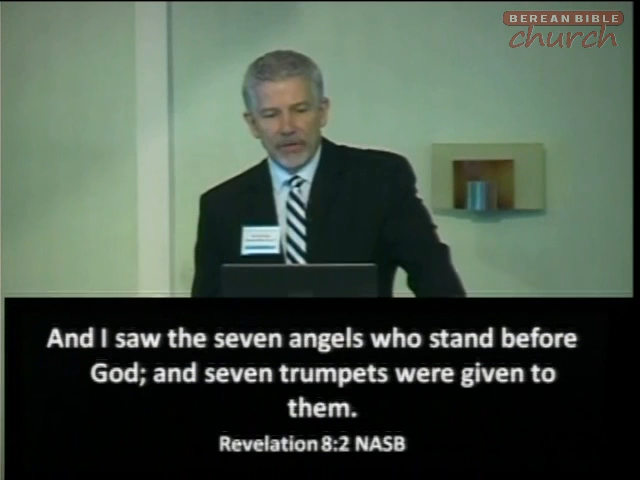 BEREAN BIBLE
church
And I saw the seven angels who stand before
God; and seven trumpets were given to
them.
Revelation 8:2 NASB